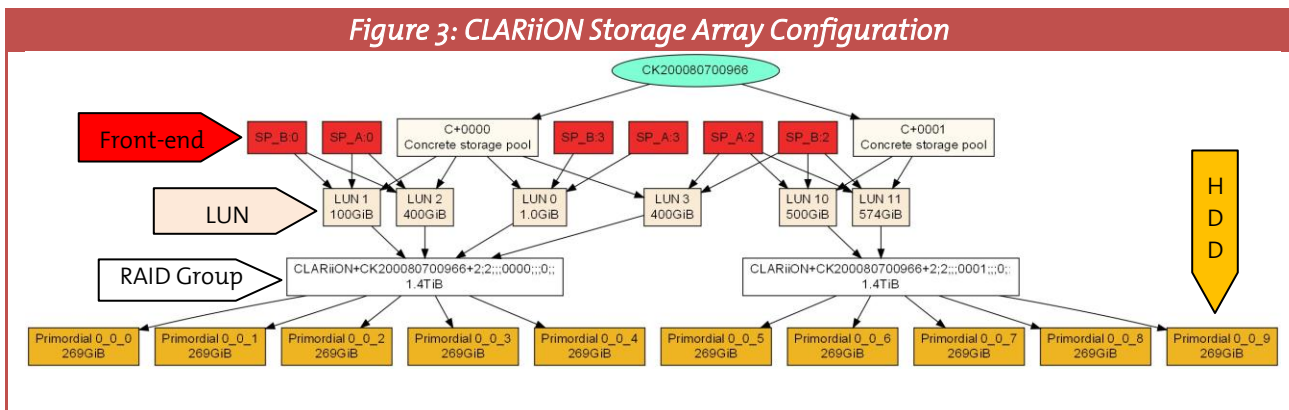 Figure 3: CLARiiON Storage Array Configuration
CK200080700966
Front-end
SP_B:0
SP_A:0
C+0000
Concrete storage pool
SP_B:3
SP_A:3
SP_A:2
SP_B:2
C+0001
Concrete storage pool
LUN
LUN 1
100GiB
LUN 2
400GiB
LUN 0
1.0GiB
LUN 3
400GiB
LUN 10
500GiB
LUN 11
574GiB
H
D
D
RAID Group
CLARiiON+CK200080700966+2;2;;;0000;;;0;;
1.4TiB
CLARiiON+CK200080700966+2;2;;;0001;;;0;;
1.4TiB
Primordial 0_0_0
269GiB
Primordial 0_0_1
269GiB
Primordial 0_0_2
269GiB
Primordial 0_0_3
269GiB
Primordial 0_0_4
269GiB
Primordial 0_0_5
269GiB
Primordial 0_0_6
269GiB
Primordial 0_0_7
269GiB
Primordial 0_0_8
269GiB
Primordial 0_0_9
269GiB